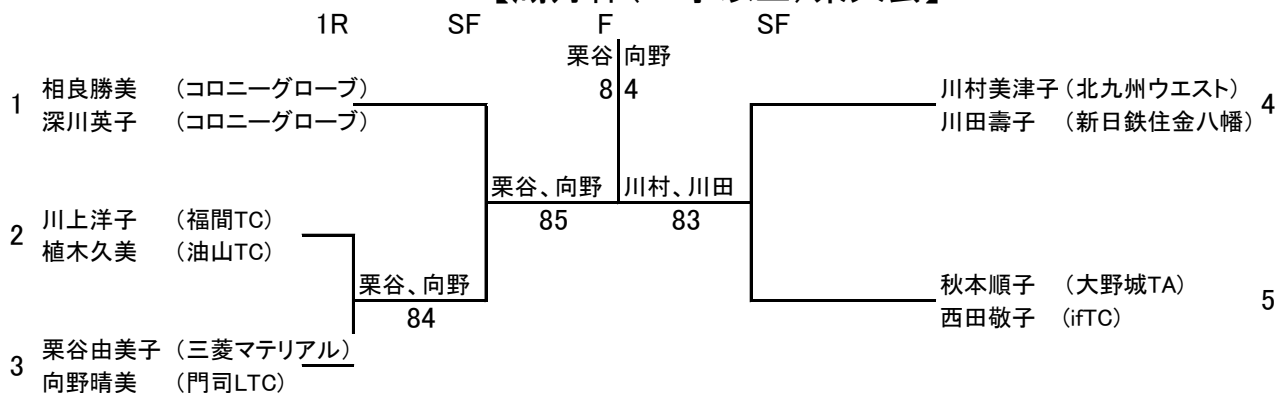 1R SF F SF
栗谷 向野
8 4
1 相良勝美 (コロニーグローブ)
深川英子 (コロニーグローブ)
川村美津子 (北九州ウエスト) 4
川田壽子 (新日鉄住金八幡)
栗谷、向野 川村、川田
85 83
2 川上洋子 (福間TC)
植木久美 (油山TC)
栗谷、向野
84
秋本順子 (大野城TA) 5
西田敬子 (ifTC)
3 栗谷由美子 (三菱マテリアル)
向野晴美 (門司LTC)